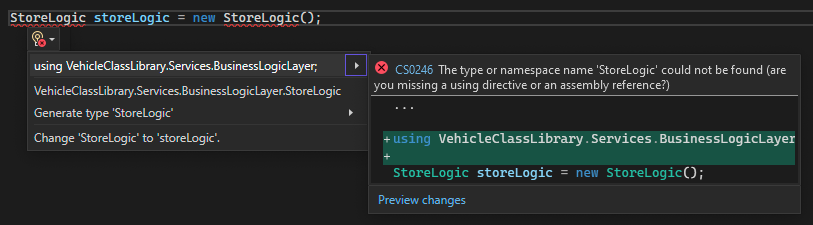 StoreLogic storeLogic = new StoreLogic();
using VehicleClassLibrary.Services.BusinessLogicLayer;
VehicleClassLibrary.Services.BusinessLogicLayer.StoreLogic
Generate type 'StoreLogic'
Change 'StoreLogic' to 'storeLogic'.
CS0246 The type or namespace name 'StoreLogic' could not be found (are
you missing a using directive or an assembly reference?)
...
+using VehicleClassLibrary.Services.BusinessLogicLayer
+
StoreLogic storeLogic = new StoreLogic();
Preview changes